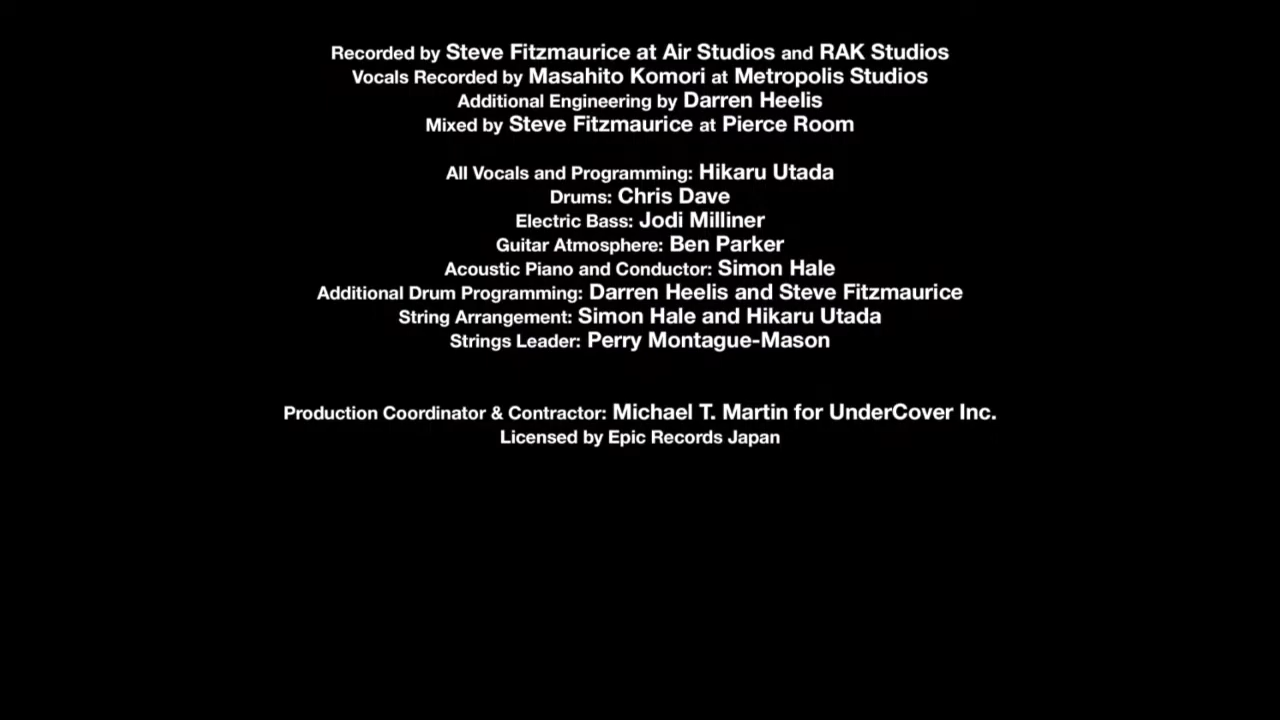 Recorded by Steve Fitzmaurice at Air Studios and RAK Studios
Vocals Recorded by Masahito Komori at Metropolis Studios
Additional Engineering by Darren Heelis
Mixed by Steve Fitzmaurice at Pierce Room
All Vocals and Programming: Hikaru Utada
Drums: Chris Dave
Electric Bass: Jodi Milliner
Guitar Atmosphere: Ben Parker
Acoustic Piano and Conductor: Simon Hale
Additional Drum Programming: Darren Heelis and Steve Fitzmaurice
String Arrangement: Simon Hale and Hikaru Utada
Strings Leader: Perry Montague-Mason
Production Coordinator & Contractor: Michael T. Martin for UnderCover Inc.
Licensed by Epic Records Japan